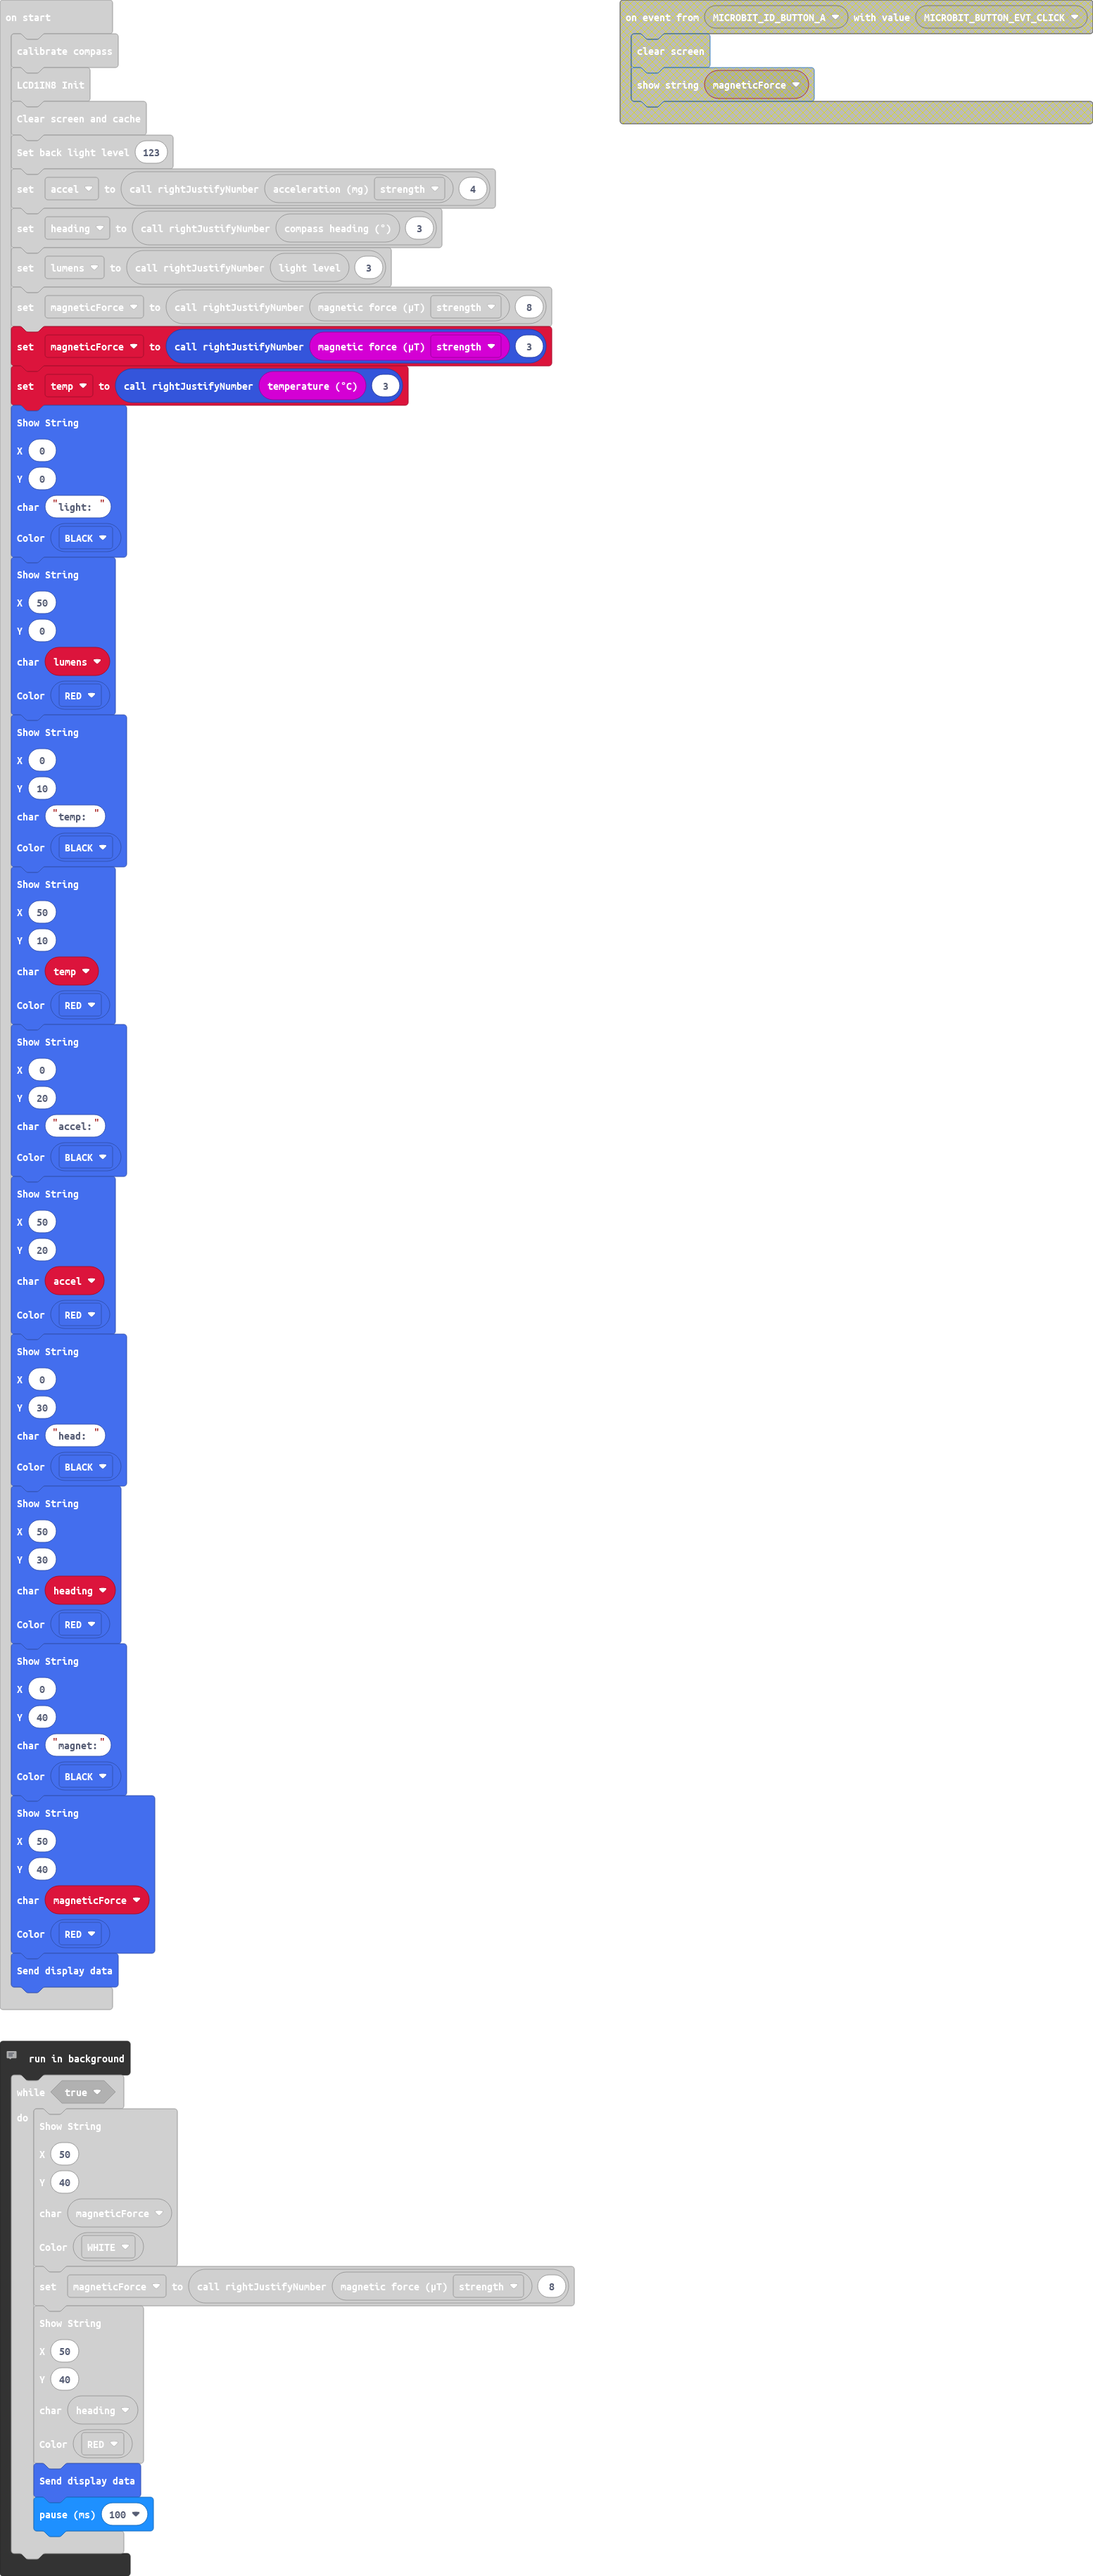 on start
calibrate compass
LCD1IN8 Init
Clear screen and cache
Set back light level 123
set accel to call rightJustifyNumber acceleration (mg) strength 4
set heading to call rightJustifyNumber compass heading (°) 3
set lumens to call rightJustifyNumber light level 3
set magneticForce to call rightJustifyNumber magnetic force (µT) strength 8
set magneticForce to call rightJustifyNumber magnetic force (µT) strength 3
set temp to call rightJustifyNumber temperature (°C) 3
Show String
X 0
Y 0
char "light: "
Color BLACK
Show String
X 50
Y 0
char lumens
Color RED
Show String
X 0
Y 10
char "temp: "
Color BLACK
Show String
X 50
Y 10
char temp
Color RED
Show String
X 0
Y 20
char "accel:"
Color BLACK
Show String
X 50
Y 20
char accel
Color RED
Show String
X 0
Y 30
char "head: "
Color BLACK
Show String
X 50
Y 30
char heading
Color RED
Show String
X 0
Y 40
char "magnet:"
Color BLACK
Show String
X 50
Y 40
char magneticForce
Color RED
Send display data
run in background
while true
do
Show String
X 50
Y 40
char magneticForce
Color WHITE
set magneticForce to call rightJustifyNumber magnetic force (µT) strength 8
Show String
X 50
Y 40
char heading
Color RED
Send display data
pause (ms) 100
on event from MICROBIT_ID_BUTTON_A with value MICROBIT_BUTTON_EVT_CLICK
clear screen
show string magneticForce